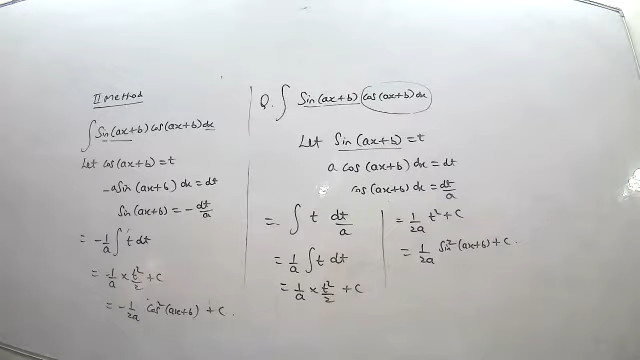 II Method
∫ Sin(ax+b) cos(ax+b) dx
Let cos(ax+b) = t
-a Sin(ax+b) dx = dt
Sin(ax+b) = - dt/a
= -1/a ∫ t dt
= -1/a × t²/2 + C
= - 1/2a cos²(ax+b) + C.
Q. ∫ Sin(ax+b) cos(ax+b) dx
Let Sin(ax+b) = t
a cos(ax+b) dx = dt
cos(ax+b) dx = dt/a
= ∫ t dt/a
= 1/a ∫ t dt
= 1/a × t²/2 + C
= 1/2a t² + C
= 1/2a Sin²(ax+b) + C.